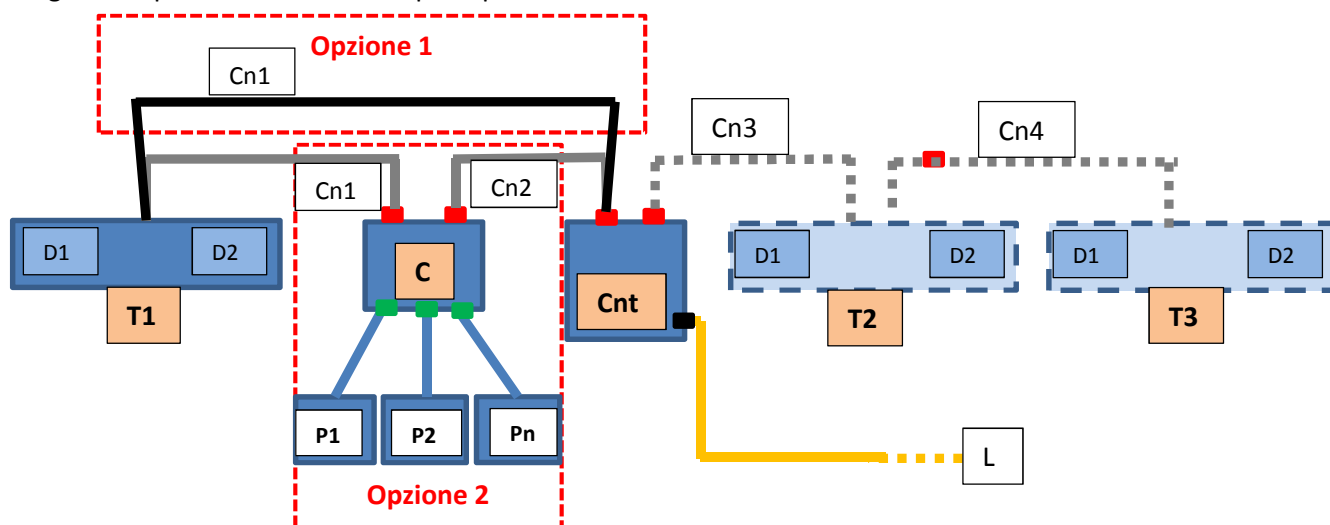 Opzione 1
Cn1
Cn3
Cn4
Cn1
Cn2
D1
D2
C
D1
D2
D1
D2
T1
Cnt
T2
T3
P1
P2
Pn
L
Opzione 2